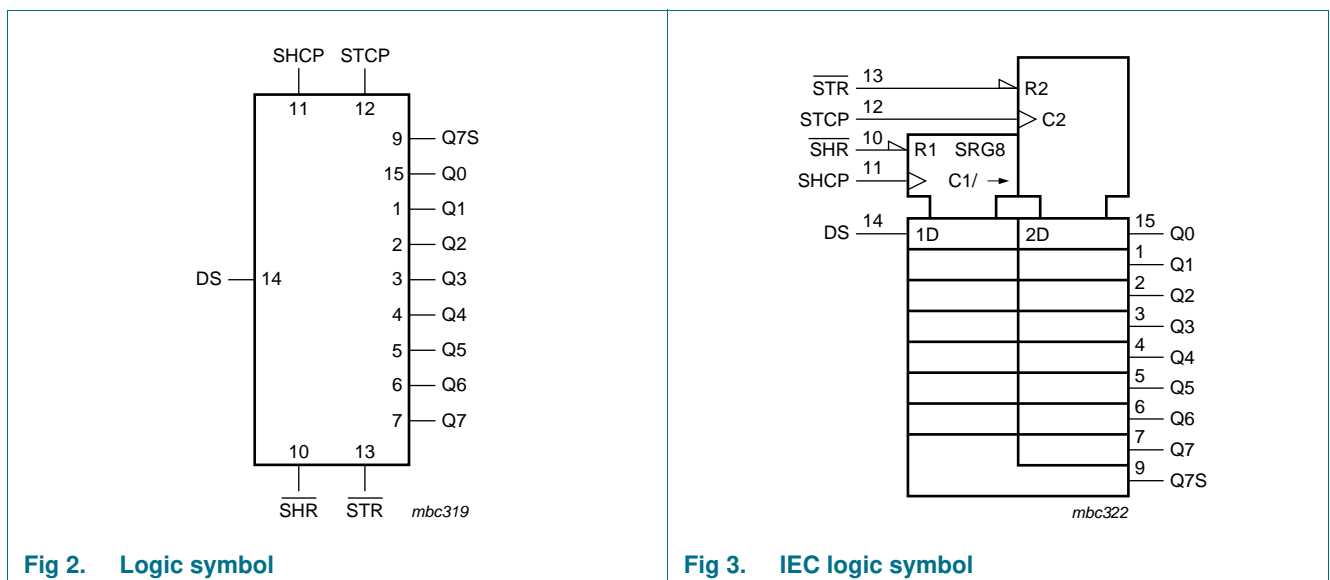 SHCP STCP
11 12
9 Q7S
15 Q0
1 Q1
2 Q2
DS 14 3 Q3
4 Q4
5 Q5
6 Q6
7 Q7
10 13
SHR STR mbc319
Fig 2. Logic symbol
STR 13 R2
STCP 12 C2
SHR 10 R1 SRG8
SHCP 11 C1/ →
DS 14 1D 2D 15 Q0
1 Q1
2 Q2
3 Q3
4 Q4
5 Q5
6 Q6
7 Q7
9 Q7S
mbc322
Fig 3. IEC logic symbol